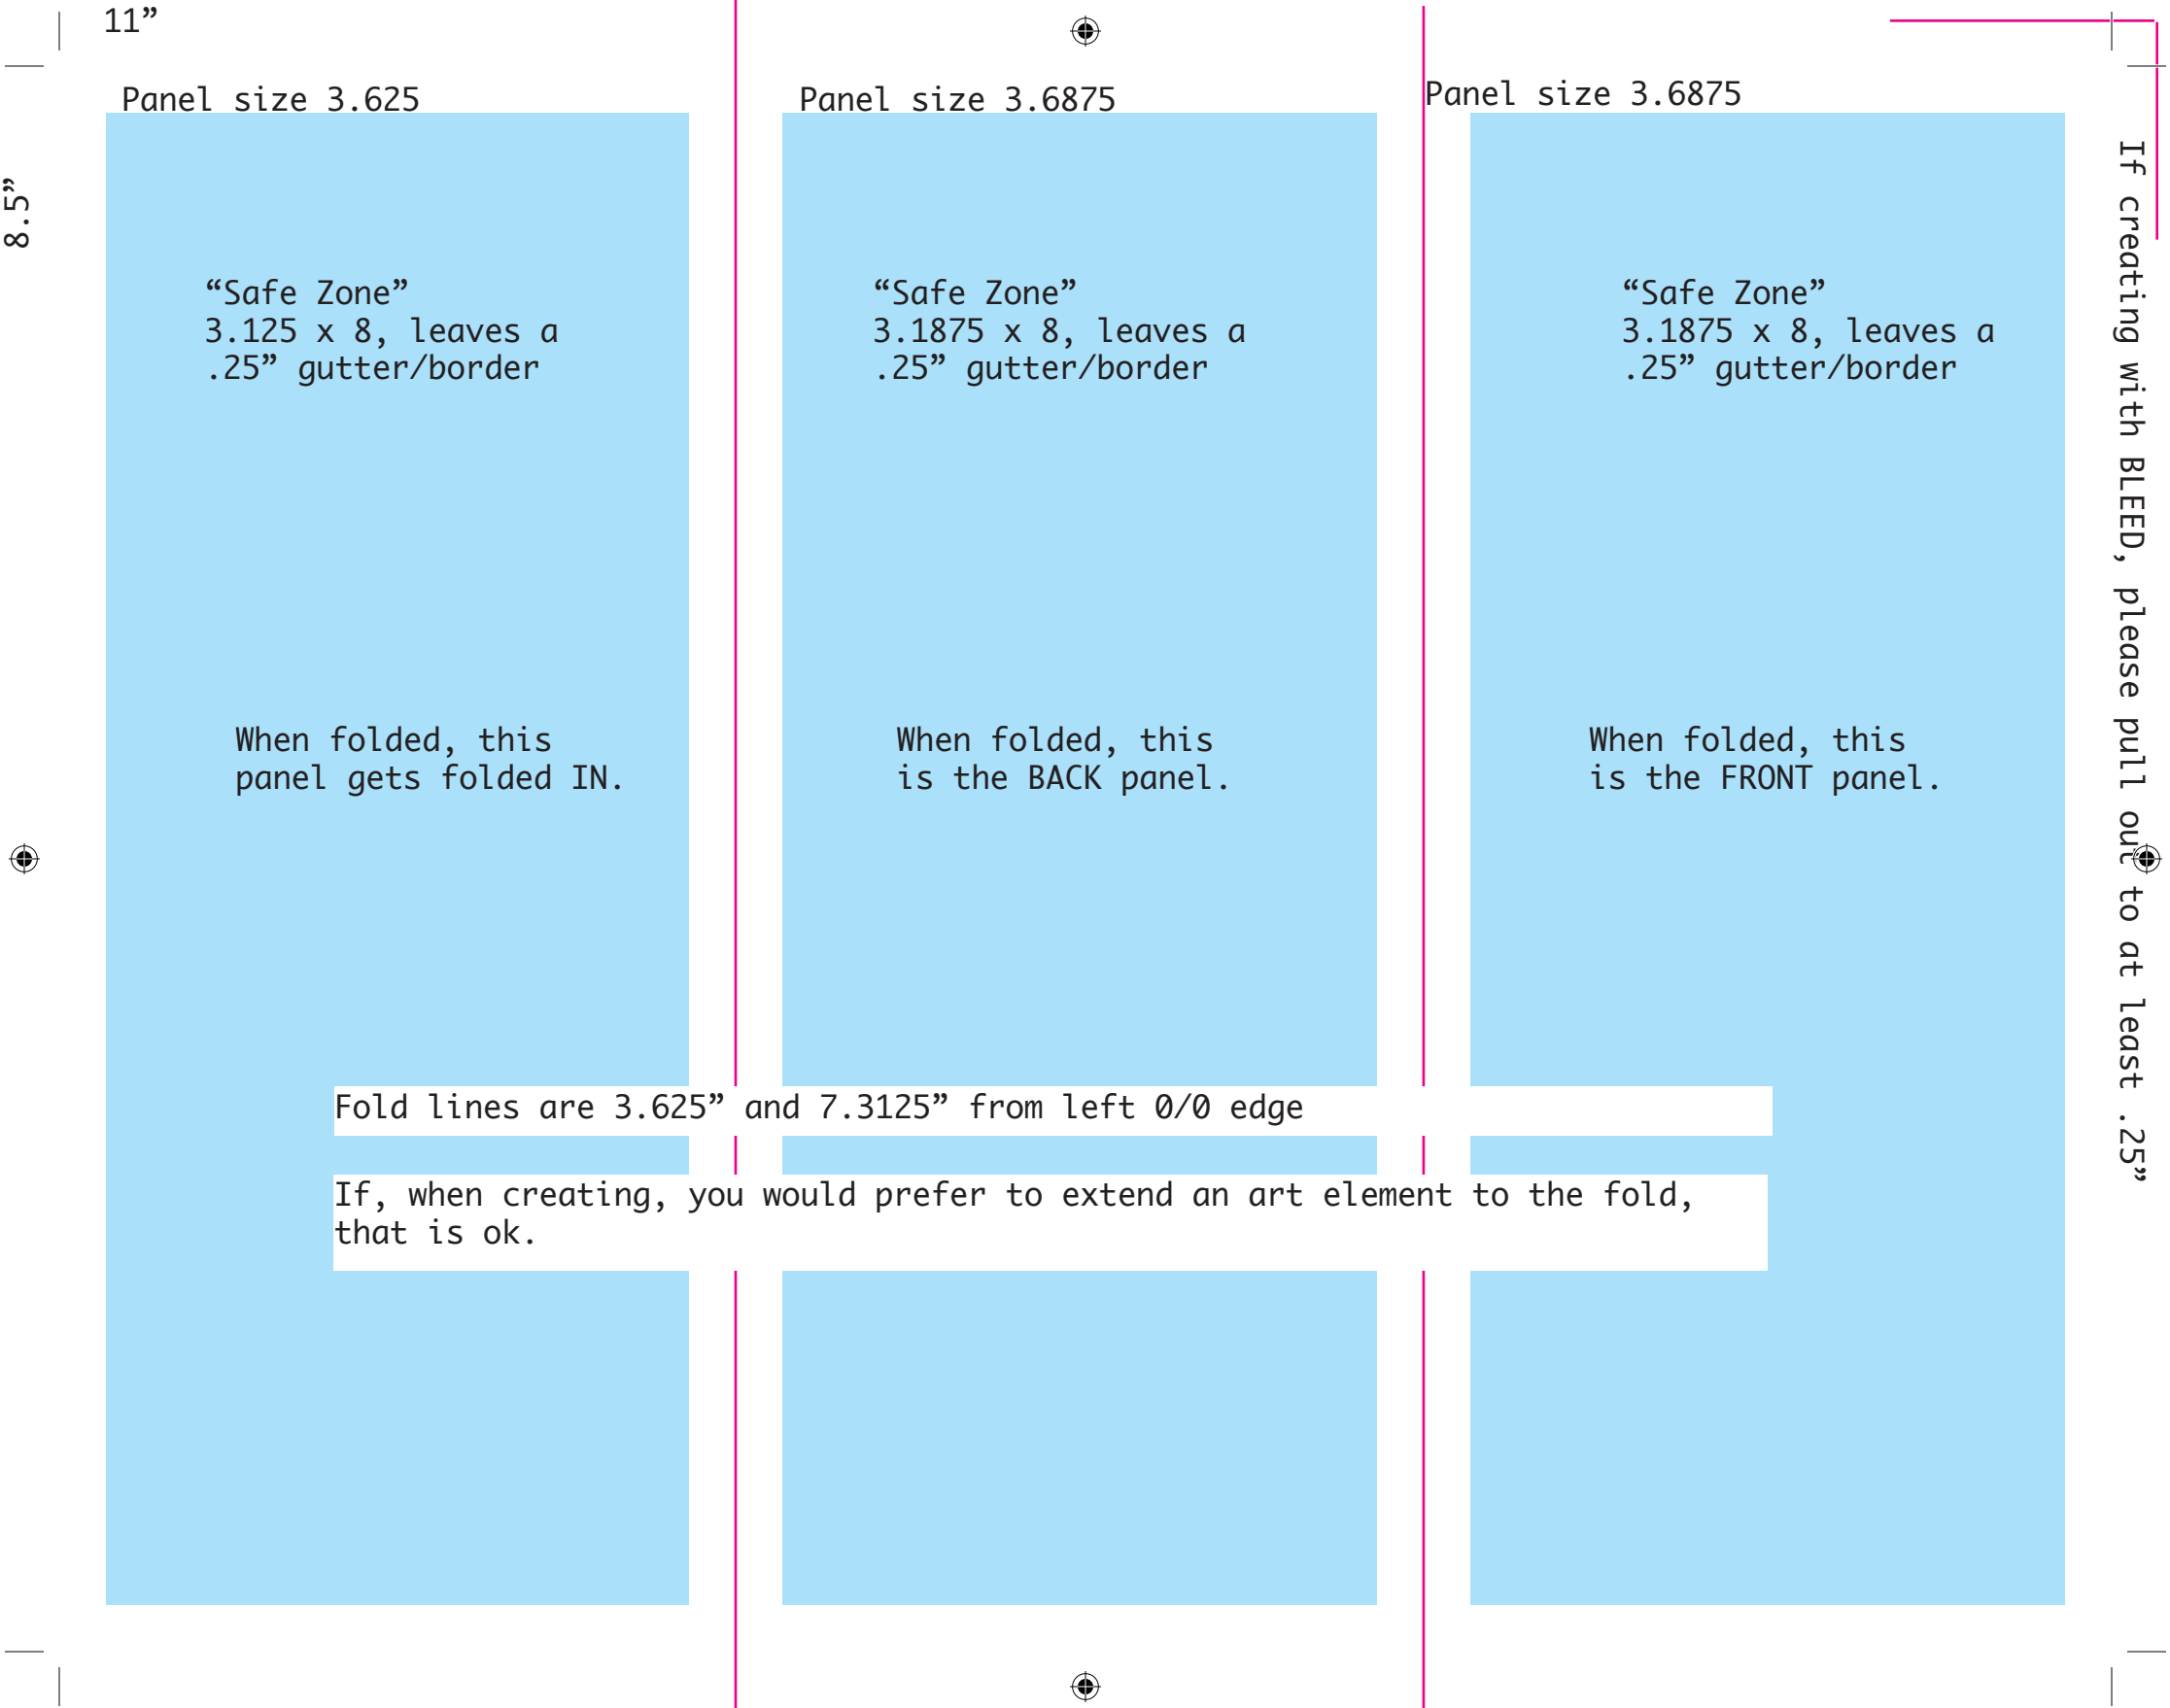 11”
8.5”
Panel size 3.625
Panel size 3.6875
Panel size 3.6875
“Safe Zone”
3.125 x 8, leaves a
.25” gutter/border
“Safe Zone”
3.1875 x 8, leaves a
.25” gutter/border
“Safe Zone”
3.1875 x 8, leaves a
.25” gutter/border
When folded, this
panel gets folded IN.
When folded, this
is the BACK panel.
When folded, this
is the FRONT panel.
Fold lines are 3.625” and 7.3125” from left 0/0 edge
If, when creating, you would prefer to extend an art element to the fold,
that is ok.
If creating with BLEED, please pull out to at least .25”